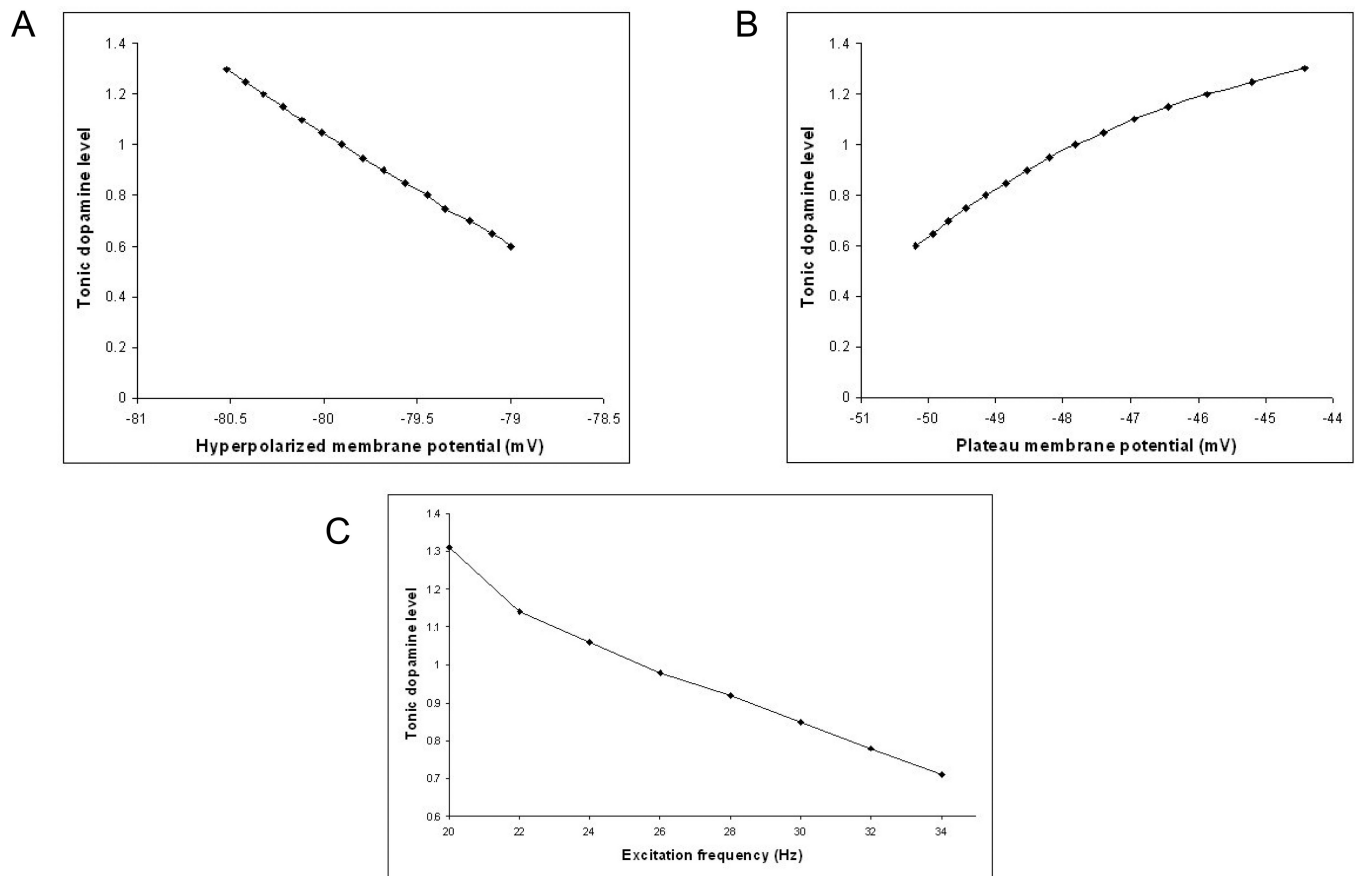 A
1.4
1.2
1
0.8
0.6
0.4
0.2
0
Tonic dopamine level
-81 -80.5 -80 -79.5 -79 -78.5
Hyperpolarized membrane potential (mV)
B
1.4
1.2
1
0.8
0.6
0.4
0.2
0
Tonic dopamine level
-51 -50 -49 -48 -47 -46 -45 -44
Plateau membrane potential (mV)
C
1.4
1.3
1.2
1.1
1
0.9
0.8
0.7
0.6
Tonic dopamine level
20 22 24 26 28 30 32 34
Excitation frequency (Hz)